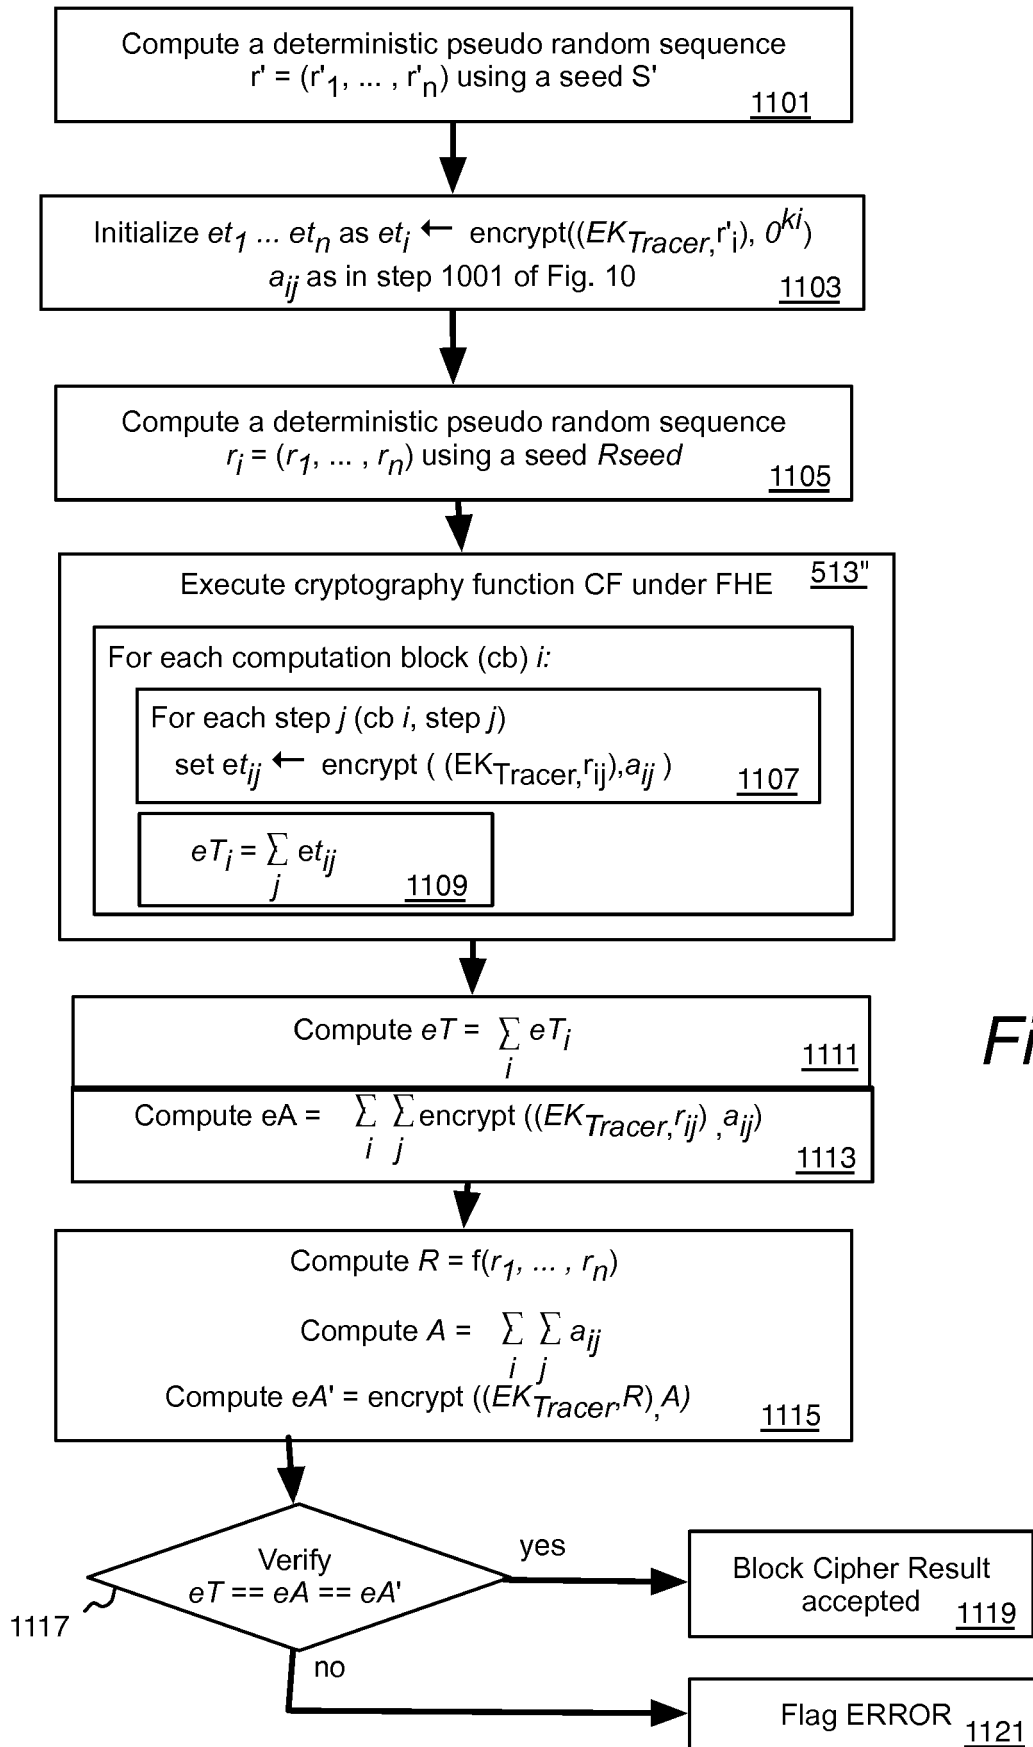 Compute a deterministic pseudo random sequence
r' = (r'1, ... , r'n) using a seed S'
1101
Initialize et1 ... etn as eti ← encrypt((EKTracer,r'i), 0ki)
aij as in step 1001 of Fig. 10
1103
Compute a deterministic pseudo random sequence
ri = (r1, ... , rn) using a seed Rseed
1105
Execute cryptography function CF under FHE
513"
For each computation block (cb) i:
For each step j (cb i, step j)
set etij ← encrypt ( (EKTracer,rij),aij )
1107
eTi = ∑j etij
1109
Compute eT = ∑i eTi
1111
Fi
Compute eA = ∑i ∑j encrypt ((EKTracer,rij) ,aij)
1113
Compute R = f(r1, ... , rn)
Compute A = ∑i ∑j aij
Compute eA' = encrypt ((EKTracer,R),A)
1115
Verify
eT == eA == eA'
1117
yes
Block Cipher Result
accepted
1119
no
Flag ERROR
1121